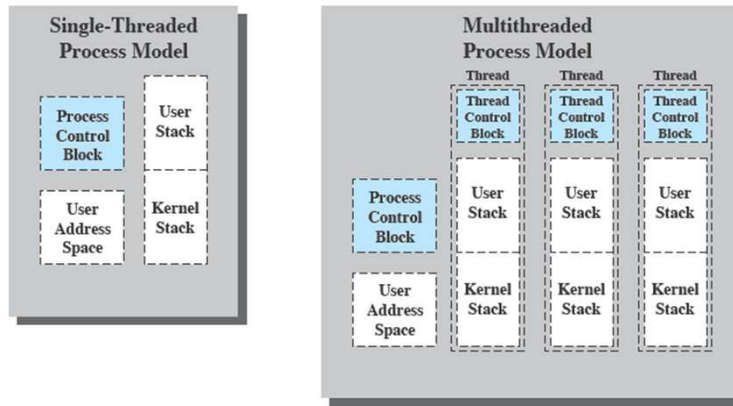 Single-Threaded
Process Model
Process
Control
Block
User
Stack
User
Address
Space
Kernel
Stack
Multithreaded
Process Model
Thread
Thread
Thread
Thread
Control
Block
Thread
Control
Block
Thread
Control
Block
Process
Control
Block
User
Stack
User
Stack
User
Stack
User
Address
Space
Kernel
Stack
Kernel
Stack
Kernel
Stack